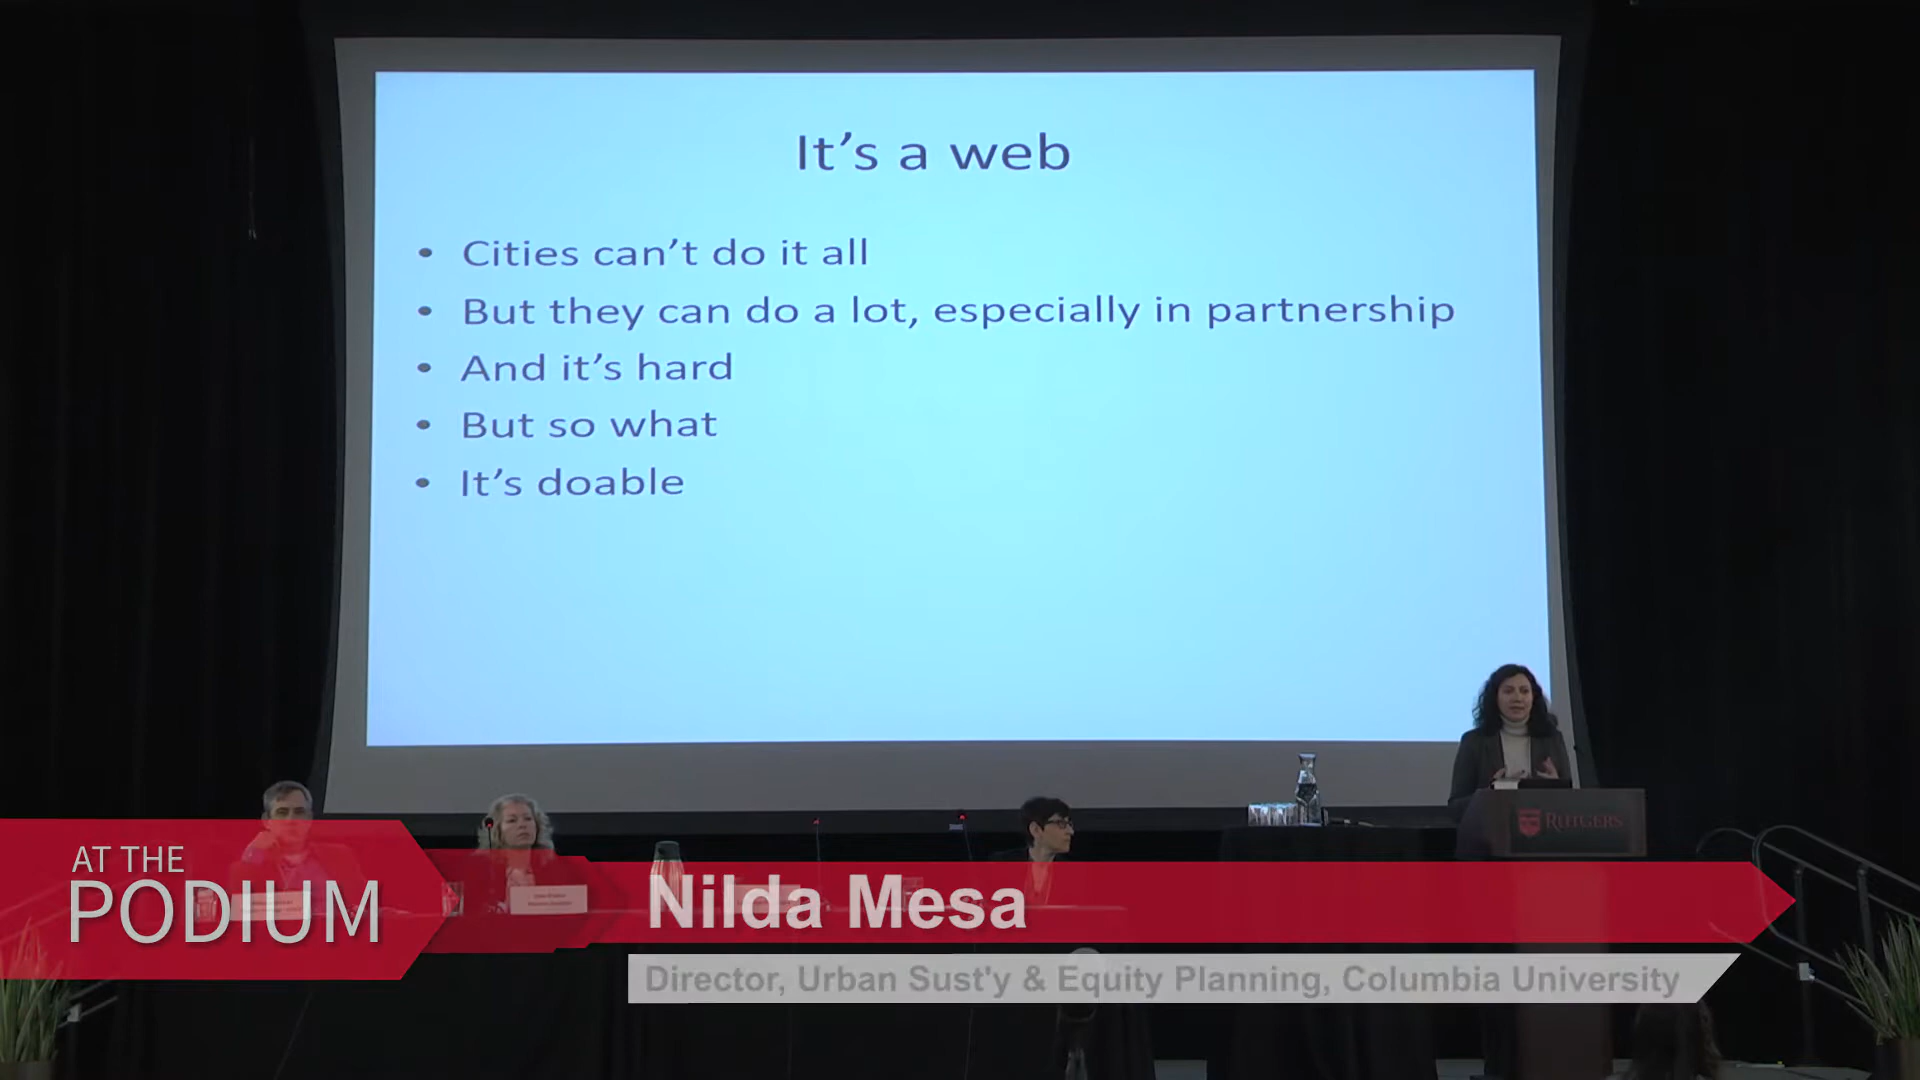 It's a web
• Cities can't do it all
• But they can do a lot, especially in partnership
• And it's hard
• But so what
• It's doable
RUTGERS
AT THE
PODIUM
Nilda Mesa
Director, Urban Sust'y & Equity Planning, Columbia University